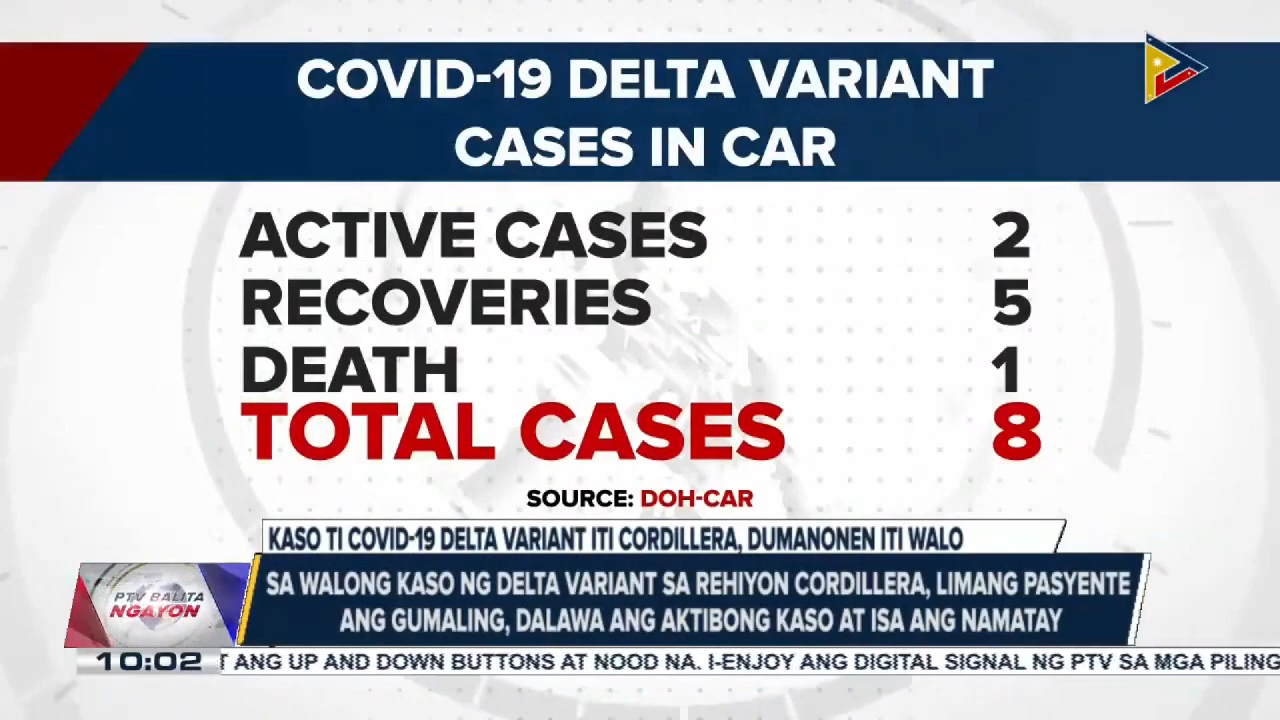 COVID-19 DELTA VARIANT
CASES IN CAR
ACTIVE CASES 2
RECOVERIES 5
DEATH 1
TOTAL CASES 8
SOURCE: DOH-CAR
KASO TI COVID-19 DELTA VARIANT ITI CORDILLERA, DUMANONEN ITI WALO
SA WALONG KASO NG DELTA VARIANT SA REHIYON CORDILLERA, LIMANG PASYENTE
ANG GUMALING, DALAWA ANG AKTIBONG KASO AT ISA ANG NAMATAY
PTV BALITA
NGAYON
10:02 T ANG UP AND DOWN BUTTONS AT NOOD NA. I-ENJOY ANG DIGITAL SIGNAL NG PTV SA MGA PILING